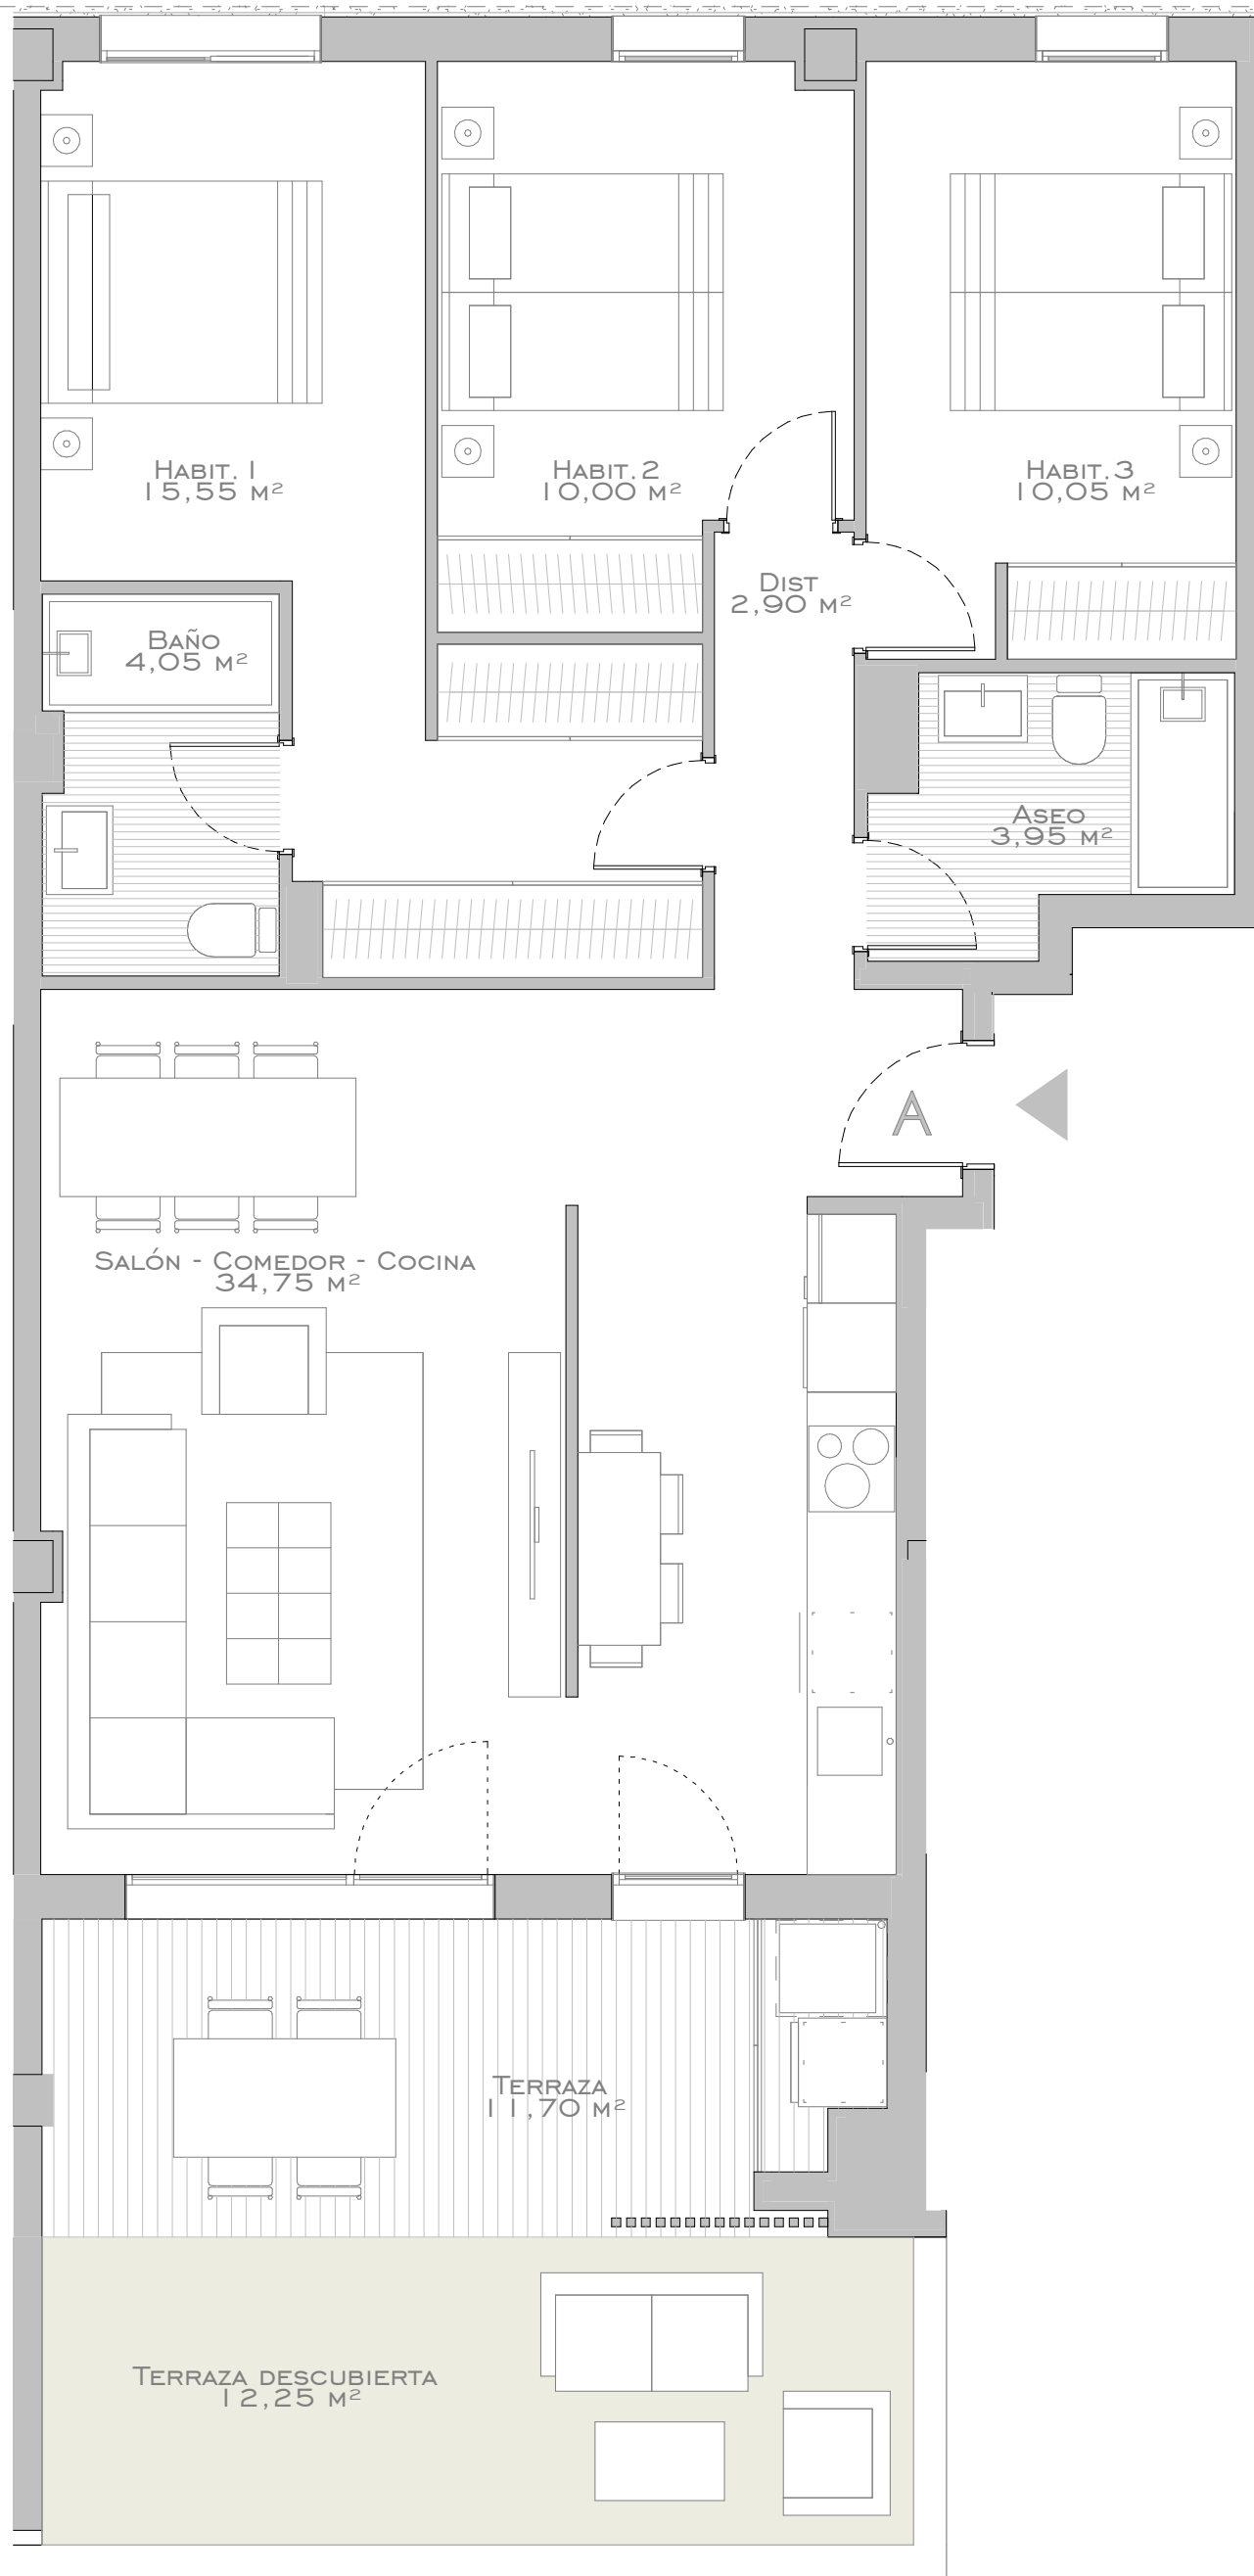 Habit. 1
15,55 m²
Habit. 2
10,00 m²
Habit. 3
10,05 m²
Dist
2,90 m²
Baño
4,05 m²
Aseo
3,95 m²
A
Salón - Comedor - Cocina
34,75 m²
Terraza
11,70 m²
Terraza descubierta
12,25 m²